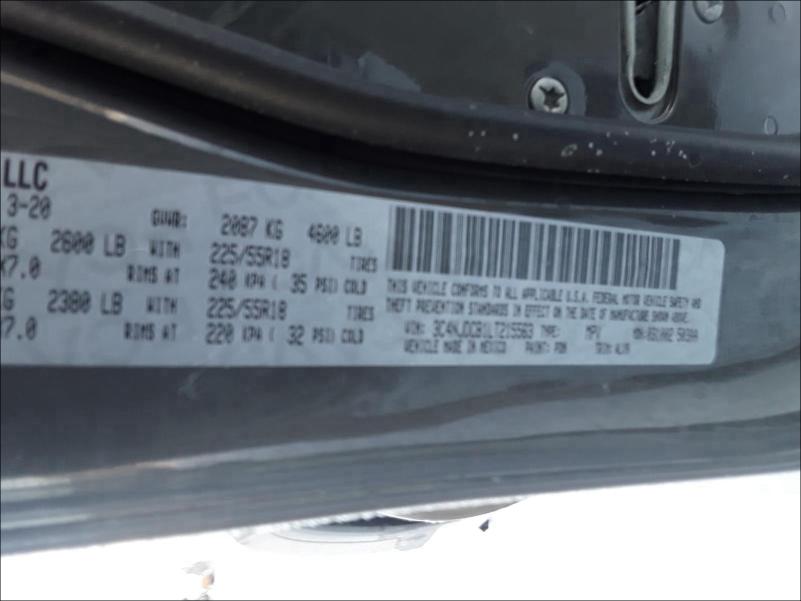 LLC
3-20
GVWR: 2087 KG 4600 LB
KG 2600 LB WITH 225/55R18 TIRES
X7.0 RIMS AT 240 KPA ( 35 PSI) COLD
KG 2380 LB WITH 225/55R18 TIRES
X7.0 RIMS AT 220 KPA ( 32 PSI) COLD
THIS VEHICLE CONFORMS TO ALL APPLICABLE U.S.A. FEDERAL MOTOR VEHICLE SAFETY AND
THEFT PREVENTION STANDARDS IN EFFECT ON THE DATE OF MANUFACTURE SHOWN ABOVE.
VIN: 3C4NJDCB1LT215563 TYPE: MPV MDH:
VEHICLE MADE IN MEXICO PAINT: PDN TRIM: